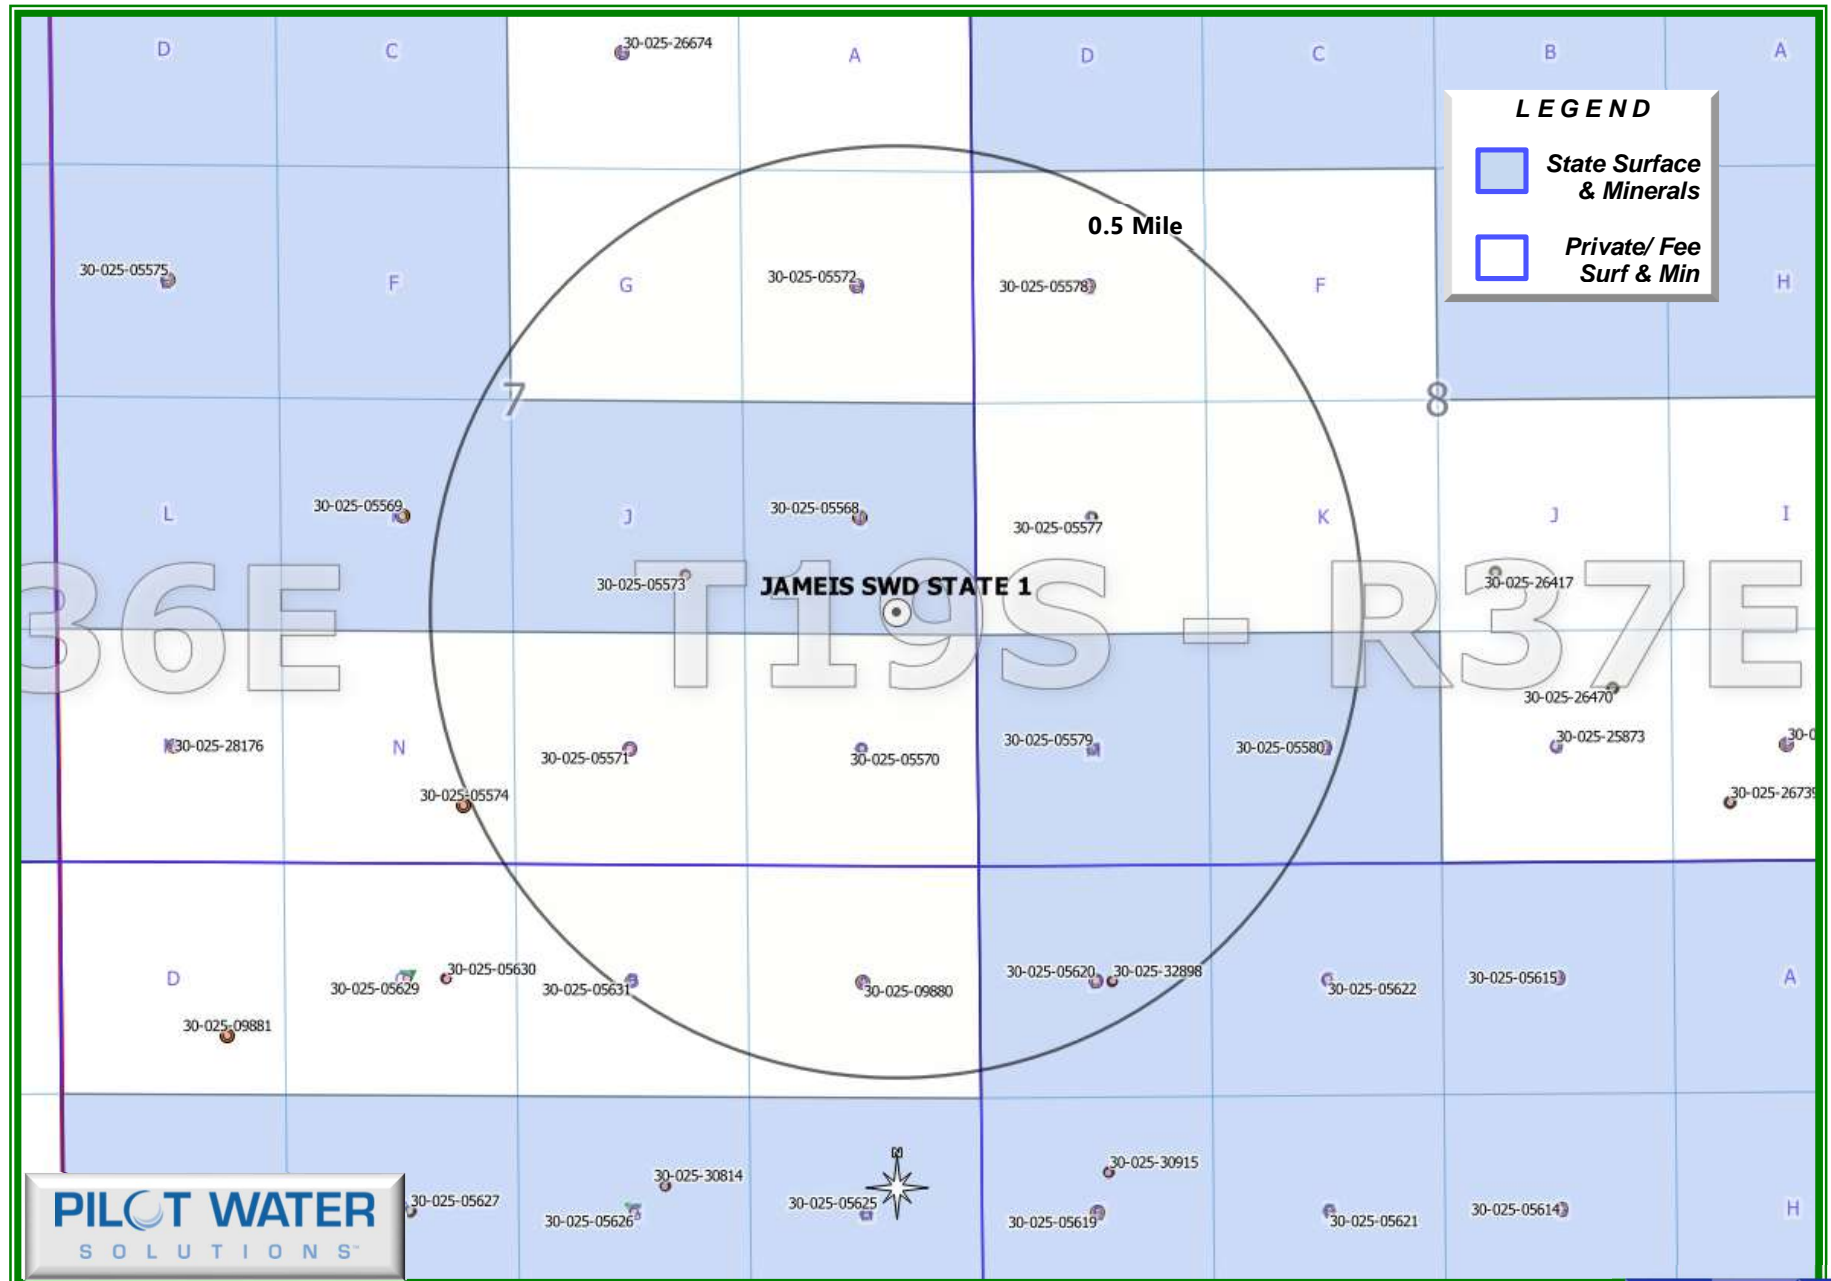 D
C
30-025-26674
A
D
C
B
A
LEGEND
State Surface
& Minerals
Private/ Fee
Surf & Min
0.5 Mile
30-025-05575
F
G
30-025-05572
30-025-05578
F
H
7
8
L
30-025-05569
J
30-025-05568
30-025-05577
K
J
I
30-025-05573
JAMEIS SWD STATE 1
30-025-26417
36E
T19S - R37E
30-025-26470
30-025-28176
N
30-025-05571
30-025-05570
30-025-05579
30-025-05580
30-025-25873
30-0
30-025-05574
30-025-26739
D
30-025-05629
30-025-05630
30-025-05631
30-025-09880
30-025-05620
30-025-32898
30-025-05622
30-025-05615
A
30-025-09881
N
30-025-30814
30-025-30915
30-025-05627
30-025-05626
30-025-05625
30-025-05619
30-025-05621
30-025-05614
H
PILOT WATER
SOLUTIONS™